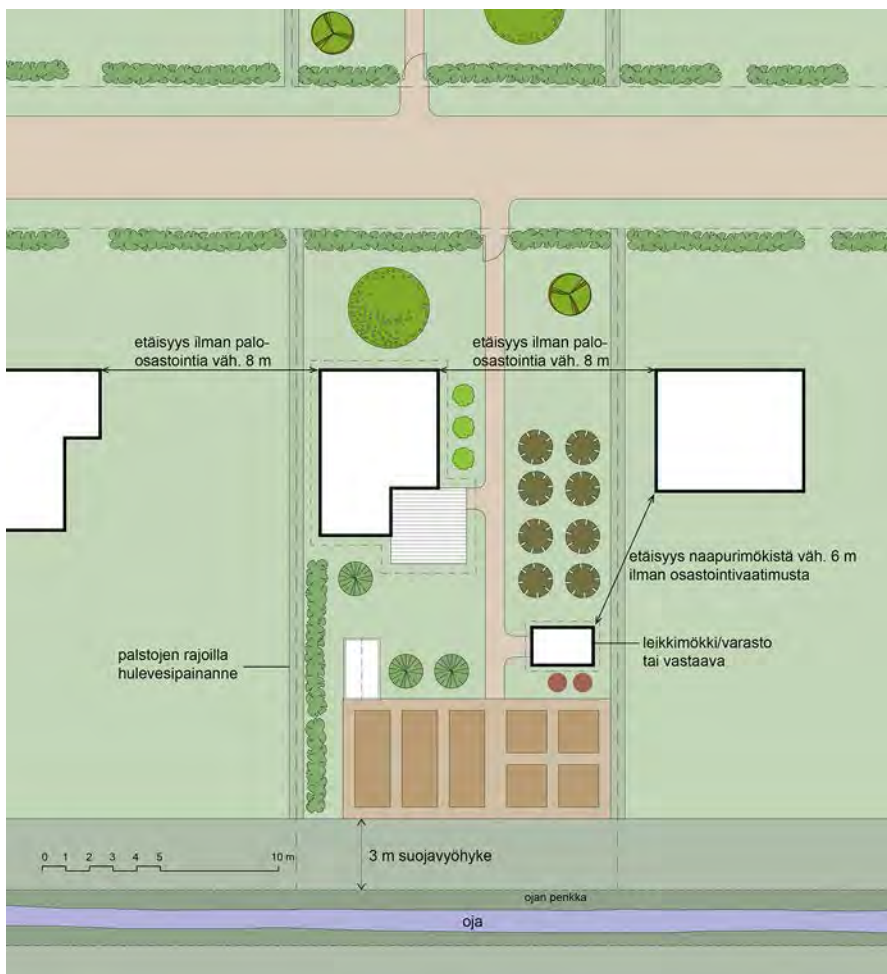 etäisyys ilman palo-
osastointia väh. 8 m
etäisyys ilman palo-
osastointia väh. 8 m
etäisyys naapurimökistä väh. 6 m
ilman osastointivaatimusta
palstojen rajoilla
hulevesipainanne
leikkimökki/varasto
tai vastaava
0 1 2 3 4 5 10 m
3 m suojavyöhyke
ojan penkka
oja